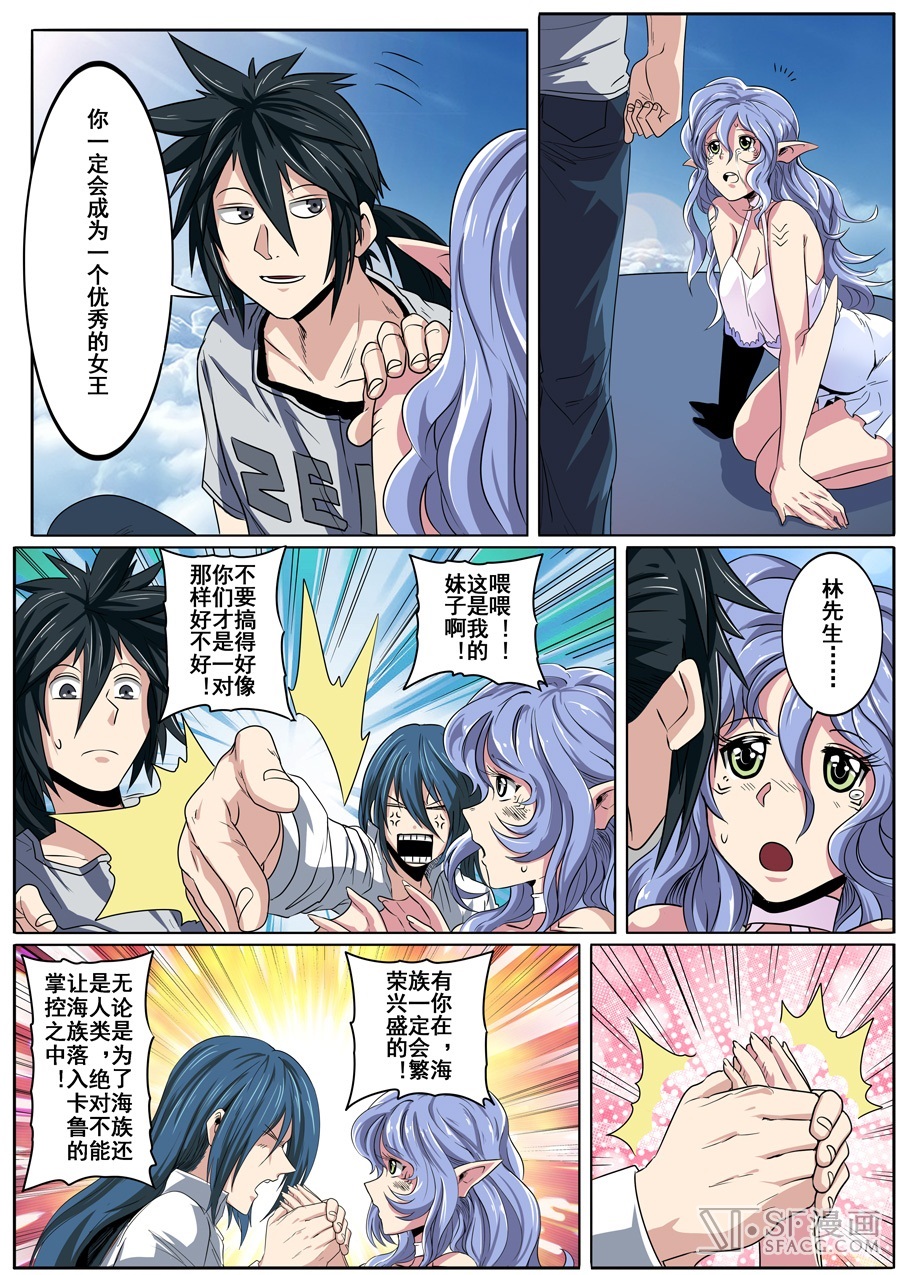 你一定会成为一个优秀的女王
ZE
林先生……
喂喂！！
这是我的
妹子啊！
不要搞得好像
你们才是一对
那样好不好！
有你在，海
族一定会繁
荣兴盛的！
无论是为了海族还
是人类，绝对不能
让海族落入卡鲁的
掌控之中！
SF漫画
SFACG.COM